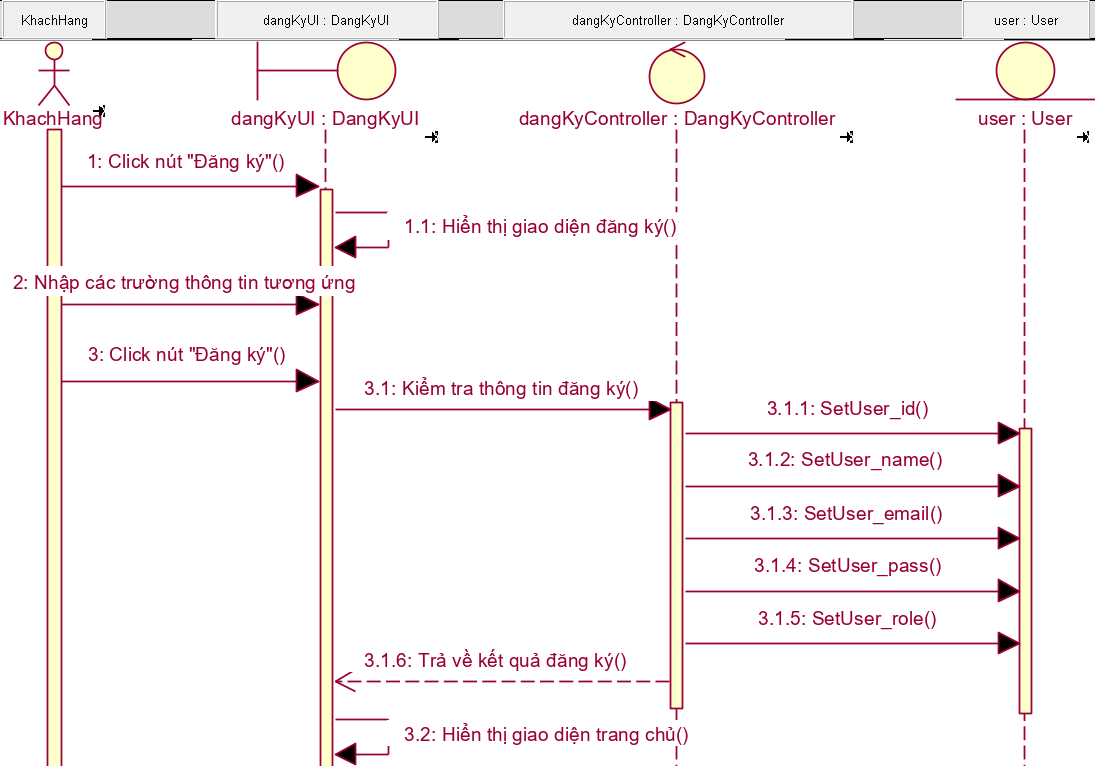 KhachHang
dangKyUI : DangKyUI
dangKyController : DangKyController
user : User
KhachHang
dangKyUI : DangKyUI
dangKyController : DangKyController
user : User
1: Click nút "Đăng ký"()
1.1: Hiển thị giao diện đăng ký()
2: Nhập các trường thông tin tương ứng
3: Click nút "Đăng ký"()
3.1: Kiểm tra thông tin đăng ký()
3.1.1: SetUser_id()
3.1.2: SetUser_name()
3.1.3: SetUser_email()
3.1.4: SetUser_pass()
3.1.5: SetUser_role()
3.1.6: Trả về kết quả đăng ký()
3.2: Hiển thị giao diện trang chủ()